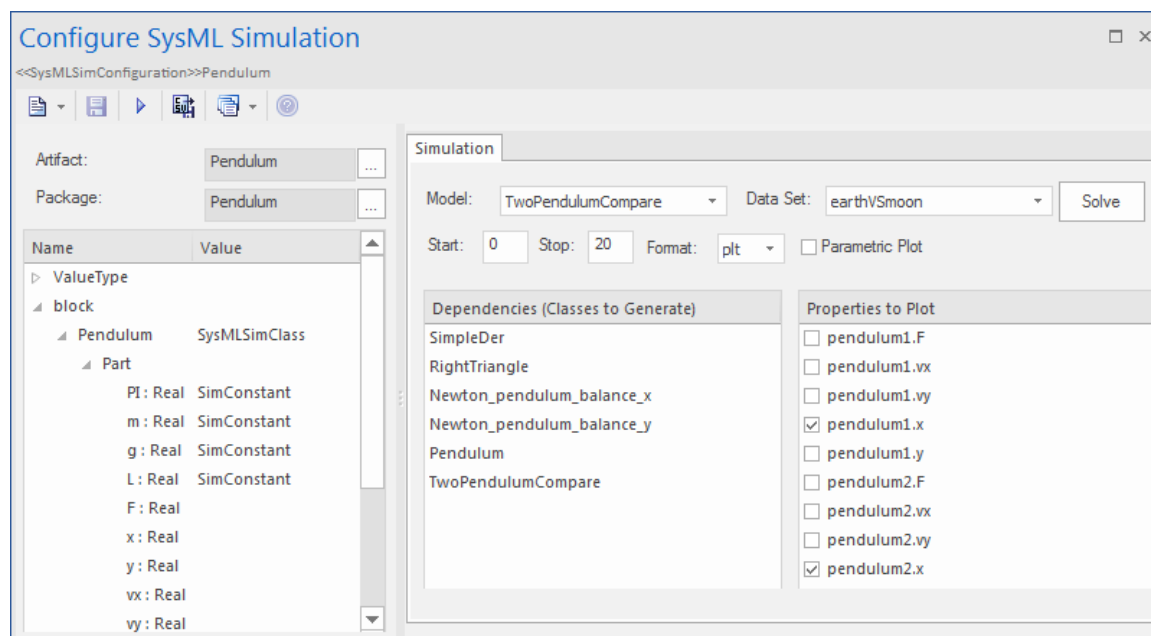 Configure SysML Simulation
<<SysMLSimConfiguration>>Pendulum
Artifact: Pendulum ...
Package: Pendulum ...
Name Value
ValueType
block
Pendulum SysMLSimClass
Part
PI : Real SimConstant
m : Real SimConstant
g : Real SimConstant
L : Real SimConstant
F : Real
x : Real
y : Real
vx : Real
vy : Real
Simulation
Model: TwoPendulumCompare Data Set: earthVSmoon Solve
Start: 0 Stop: 20 Format: plt Parametric Plot
Dependencies (Classes to Generate)
SimpleDer
RightTriangle
Newton_pendulum_balance_x
Newton_pendulum_balance_y
Pendulum
TwoPendulumCompare
Properties to Plot
pendulum1.F
pendulum1.vx
pendulum1.vy
pendulum1.x
pendulum1.y
pendulum2.F
pendulum2.vx
pendulum2.vy
pendulum2.x